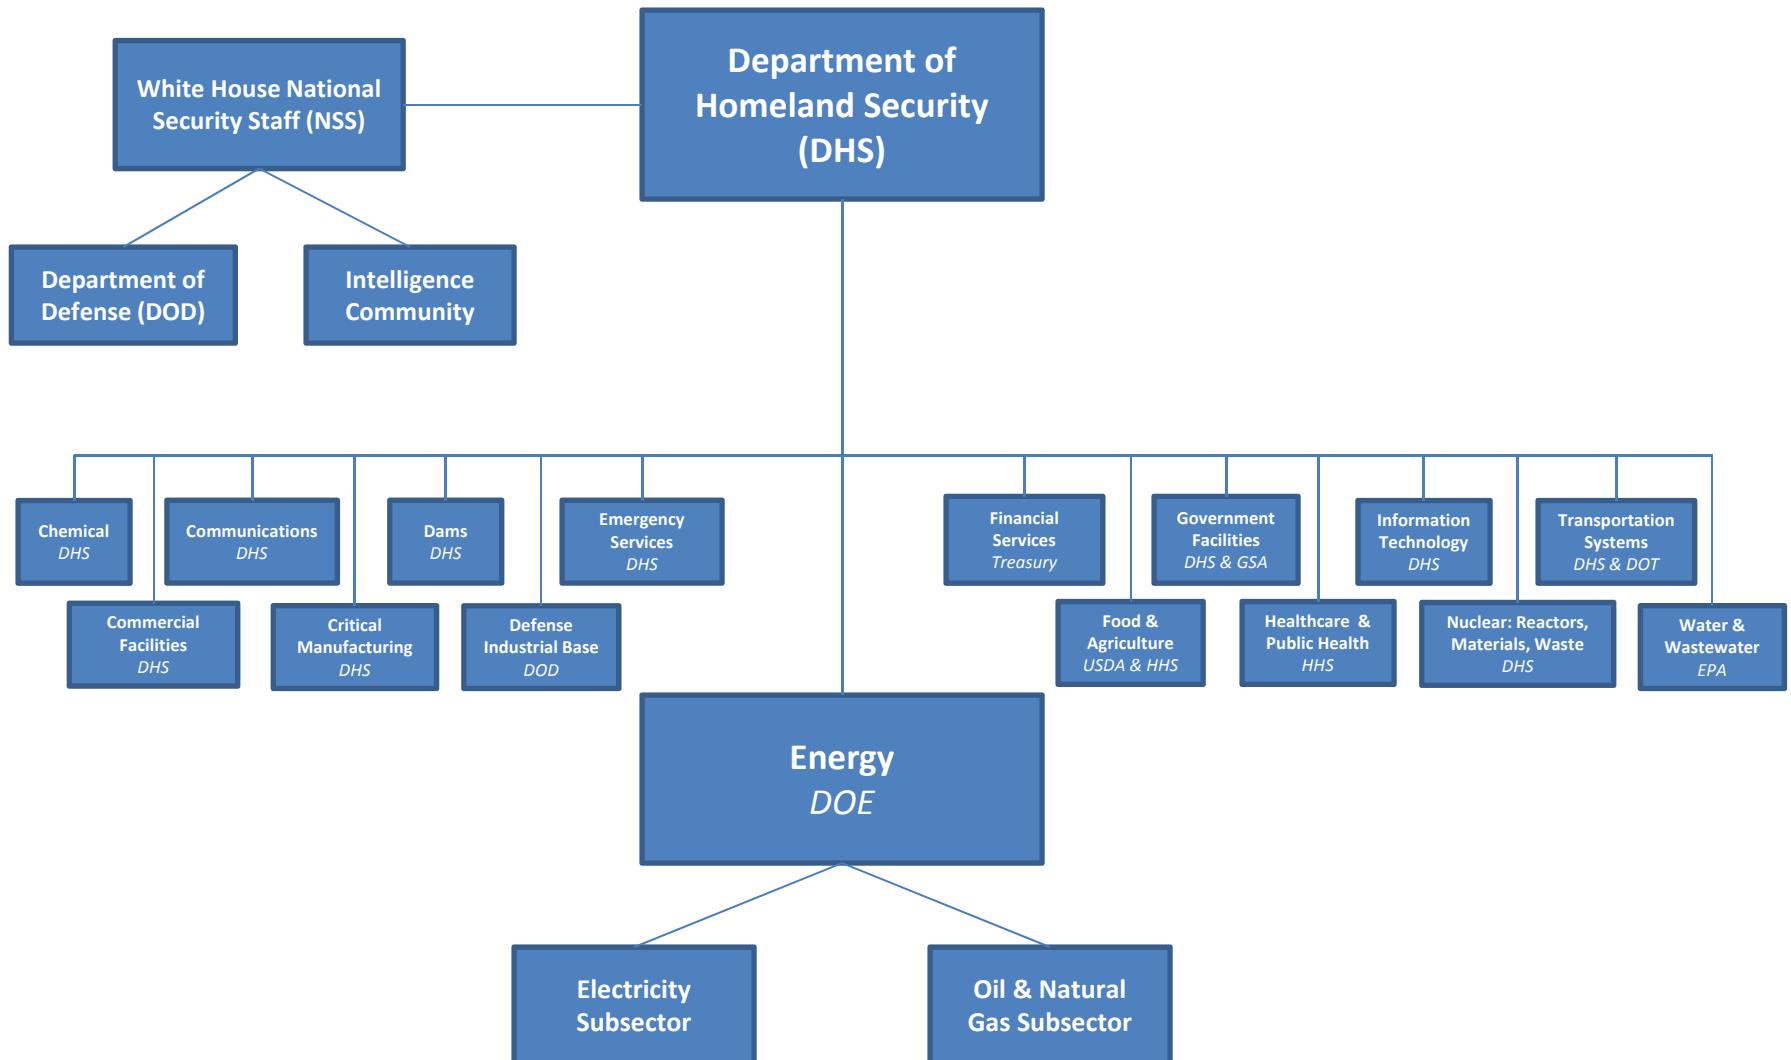 White House National
Security Staff (NSS)
Department of
Homeland Security
(DHS)
Department of
Defense (DOD)
Intelligence
Community
Chemical
DHS
Communications
DHS
Dams
DHS
Emergency
Services
DHS
Financial
Services
Treasury
Government
Facilities
DHS & GSA
Information
Technology
DHS
Transportation
Systems
DHS & DOT
Commercial
Facilities
DHS
Critical
Manufacturing
DHS
Defense
Industrial Base
DOD
Food &
Agriculture
USDA & HHS
Healthcare &
Public Health
HHS
Nuclear: Reactors,
Materials, Waste
DHS
Water &
Wastewater
EPA
Energy
DOE
Electricity
Subsector
Oil & Natural
Gas Subsector